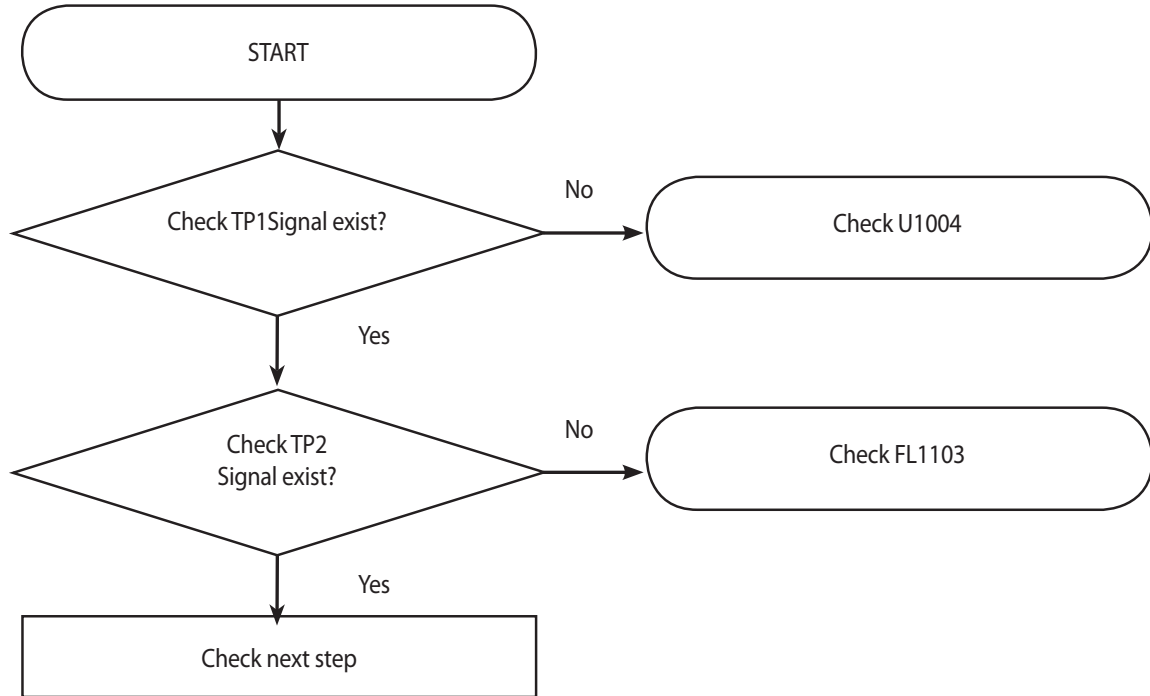 START
Check TP1Signal exist?
No
Check U1004
Yes
Check TP2
Signal exist?
No
Check FL1103
Yes
Check next step